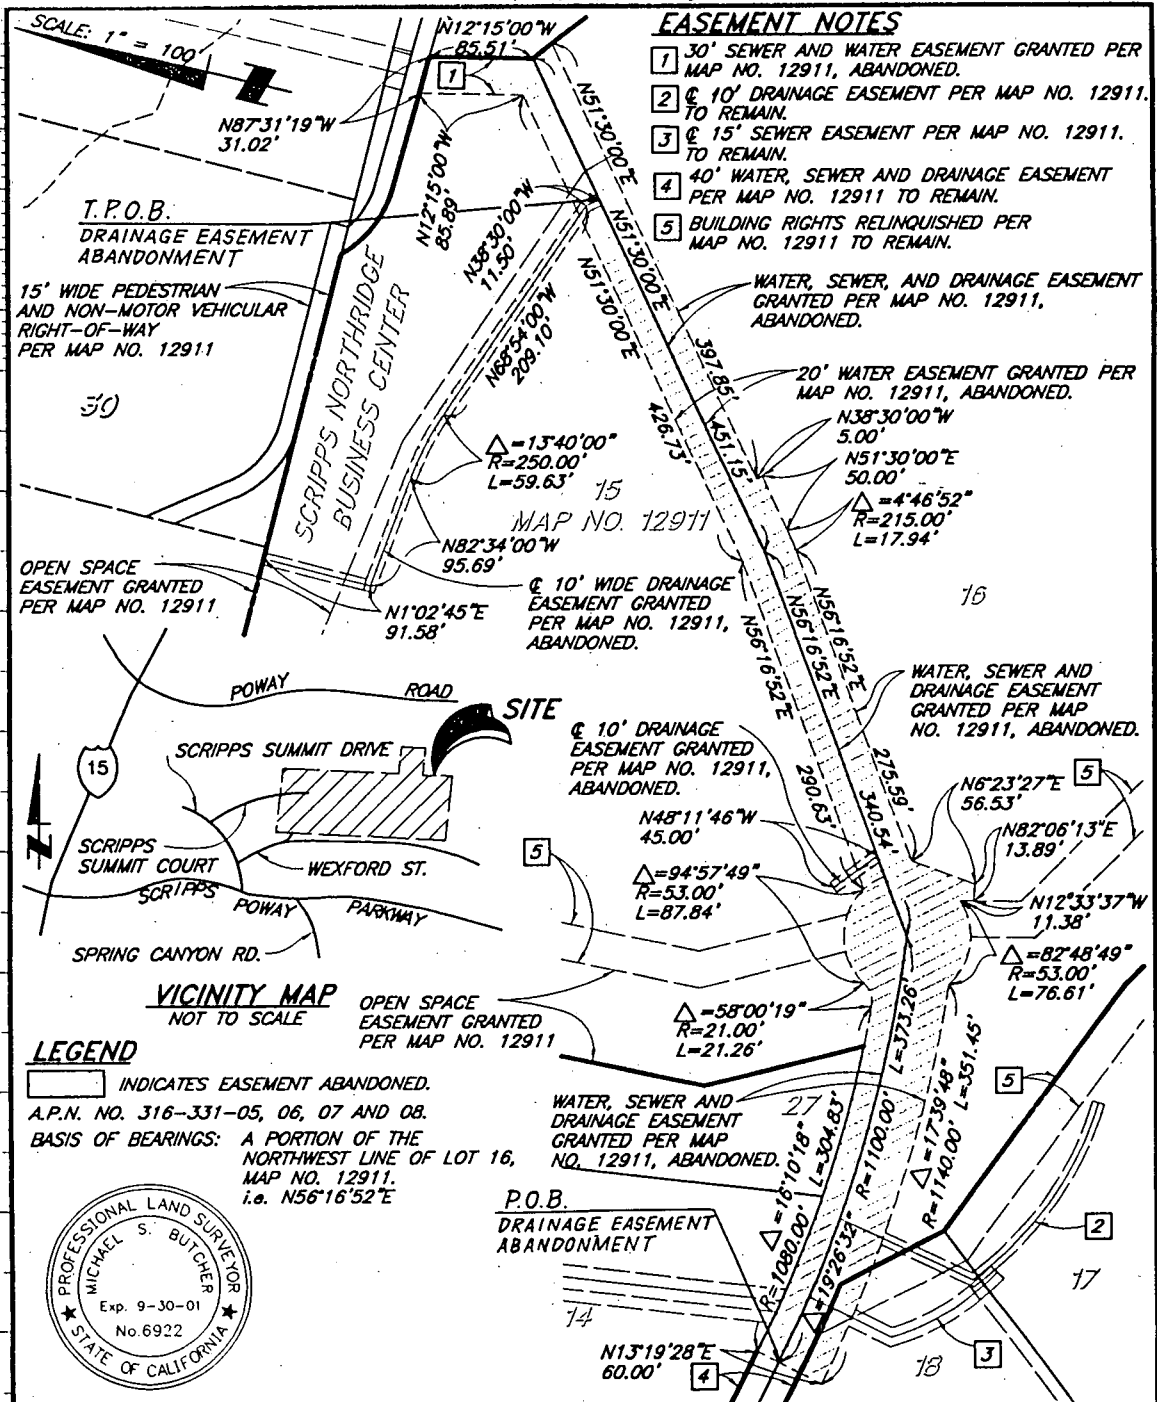 SCALE: 1" = 100'
N12°15'00"W
85.51'
1
N87°31'19"W
31.02'
N12°15'00"W
85.89'
N38°30'00"W
11.50'
N51°30'00"E
N51°30'00"E
N51°30'00"E
EASEMENT NOTES
1 30' SEWER AND WATER EASEMENT GRANTED PER
MAP NO. 12911, ABANDONED.
2 ℄ 10' DRAINAGE EASEMENT PER MAP NO. 12911.
TO REMAIN.
3 ℄ 15' SEWER EASEMENT PER MAP NO. 12911.
TO REMAIN.
4 40' WATER, SEWER AND DRAINAGE EASEMENT
PER MAP NO. 12911 TO REMAIN.
5 BUILDING RIGHTS RELINQUISHED PER
MAP NO. 12911 TO REMAIN.
T.P.O.B.
DRAINAGE EASEMENT
ABANDONMENT
15' WIDE PEDESTRIAN
AND NON-MOTOR VEHICULAR
RIGHT-OF-WAY
PER MAP NO. 12911
30
SCRIPPS NORTHRIDGE
BUSINESS CENTER
N68°54'00"W
209.10'
WATER, SEWER, AND DRAINAGE EASEMENT
GRANTED PER MAP NO. 12911,
ABANDONED.
397.85'
426.73'
451.15'
20' WATER EASEMENT GRANTED PER
MAP NO. 12911, ABANDONED.
N38°30'00"W
5.00'
N51°30'00"E
50.00'
△=4°46'52"
R=215.00'
L=17.94'
△=13°40'00"
R=250.00'
L=59.63'
15
MAP NO. 12911
N82°34'00"W
95.69'
OPEN SPACE
EASEMENT GRANTED
PER MAP NO. 12911
N1°02'45"E
91.58'
℄ 10' WIDE DRAINAGE
EASEMENT GRANTED
PER MAP NO. 12911,
ABANDONED.
16
N56°16'52"E
N56°16'52"E
N56°16'52"E
WATER, SEWER AND
DRAINAGE EASEMENT
GRANTED PER MAP
NO. 12911, ABANDONED.
POWAY ROAD
SITE
15
N
SCRIPPS SUMMIT DRIVE
SCRIPPS
SUMMIT COURT
WEXFORD ST.
SCRIPPS POWAY PARKWAY
SPRING CANYON RD.
VICINITY MAP
NOT TO SCALE
℄ 10' DRAINAGE
EASEMENT GRANTED
PER MAP NO. 12911,
ABANDONED.
290.63'
340.54'
275.59'
N48°11'46"W
45.00'
N6°23'27"E
56.53'
5
N82°06'13"E
13.89'
N12°33'37"W
11.38'
5
△=94°57'49"
R=53.00'
L=87.84'
△=82°48'49"
R=53.00'
L=76.61'
△=58°00'19"
R=21.00'
L=21.26'
OPEN SPACE
EASEMENT GRANTED
PER MAP NO. 12911
LEGEND
INDICATES EASEMENT ABANDONED.
A.P.N. NO. 316-331-05, 06, 07 AND 08.
BASIS OF BEARINGS: A PORTION OF THE
NORTHWEST LINE OF LOT 16,
MAP NO. 12911.
i.e. N56°16'52"E
WATER, SEWER AND
DRAINAGE EASEMENT
GRANTED PER MAP
NO. 12911, ABANDONED.
27
△=16°10'18"
R=1080.00' L=304.83'
△=19°26'32" R=1100.00' L=373.26'
△=17°39'48"
R=1140.00' L=351.45'
5
2
17
P.O.B.
DRAINAGE EASEMENT
ABANDONMENT
14
N13°19'28"E
60.00'
4
18
3
PROFESSIONAL LAND SURVEYOR
MICHAEL S. BUTCHER
Exp. 9-30-01
No.6922
STATE OF CALIFORNIA